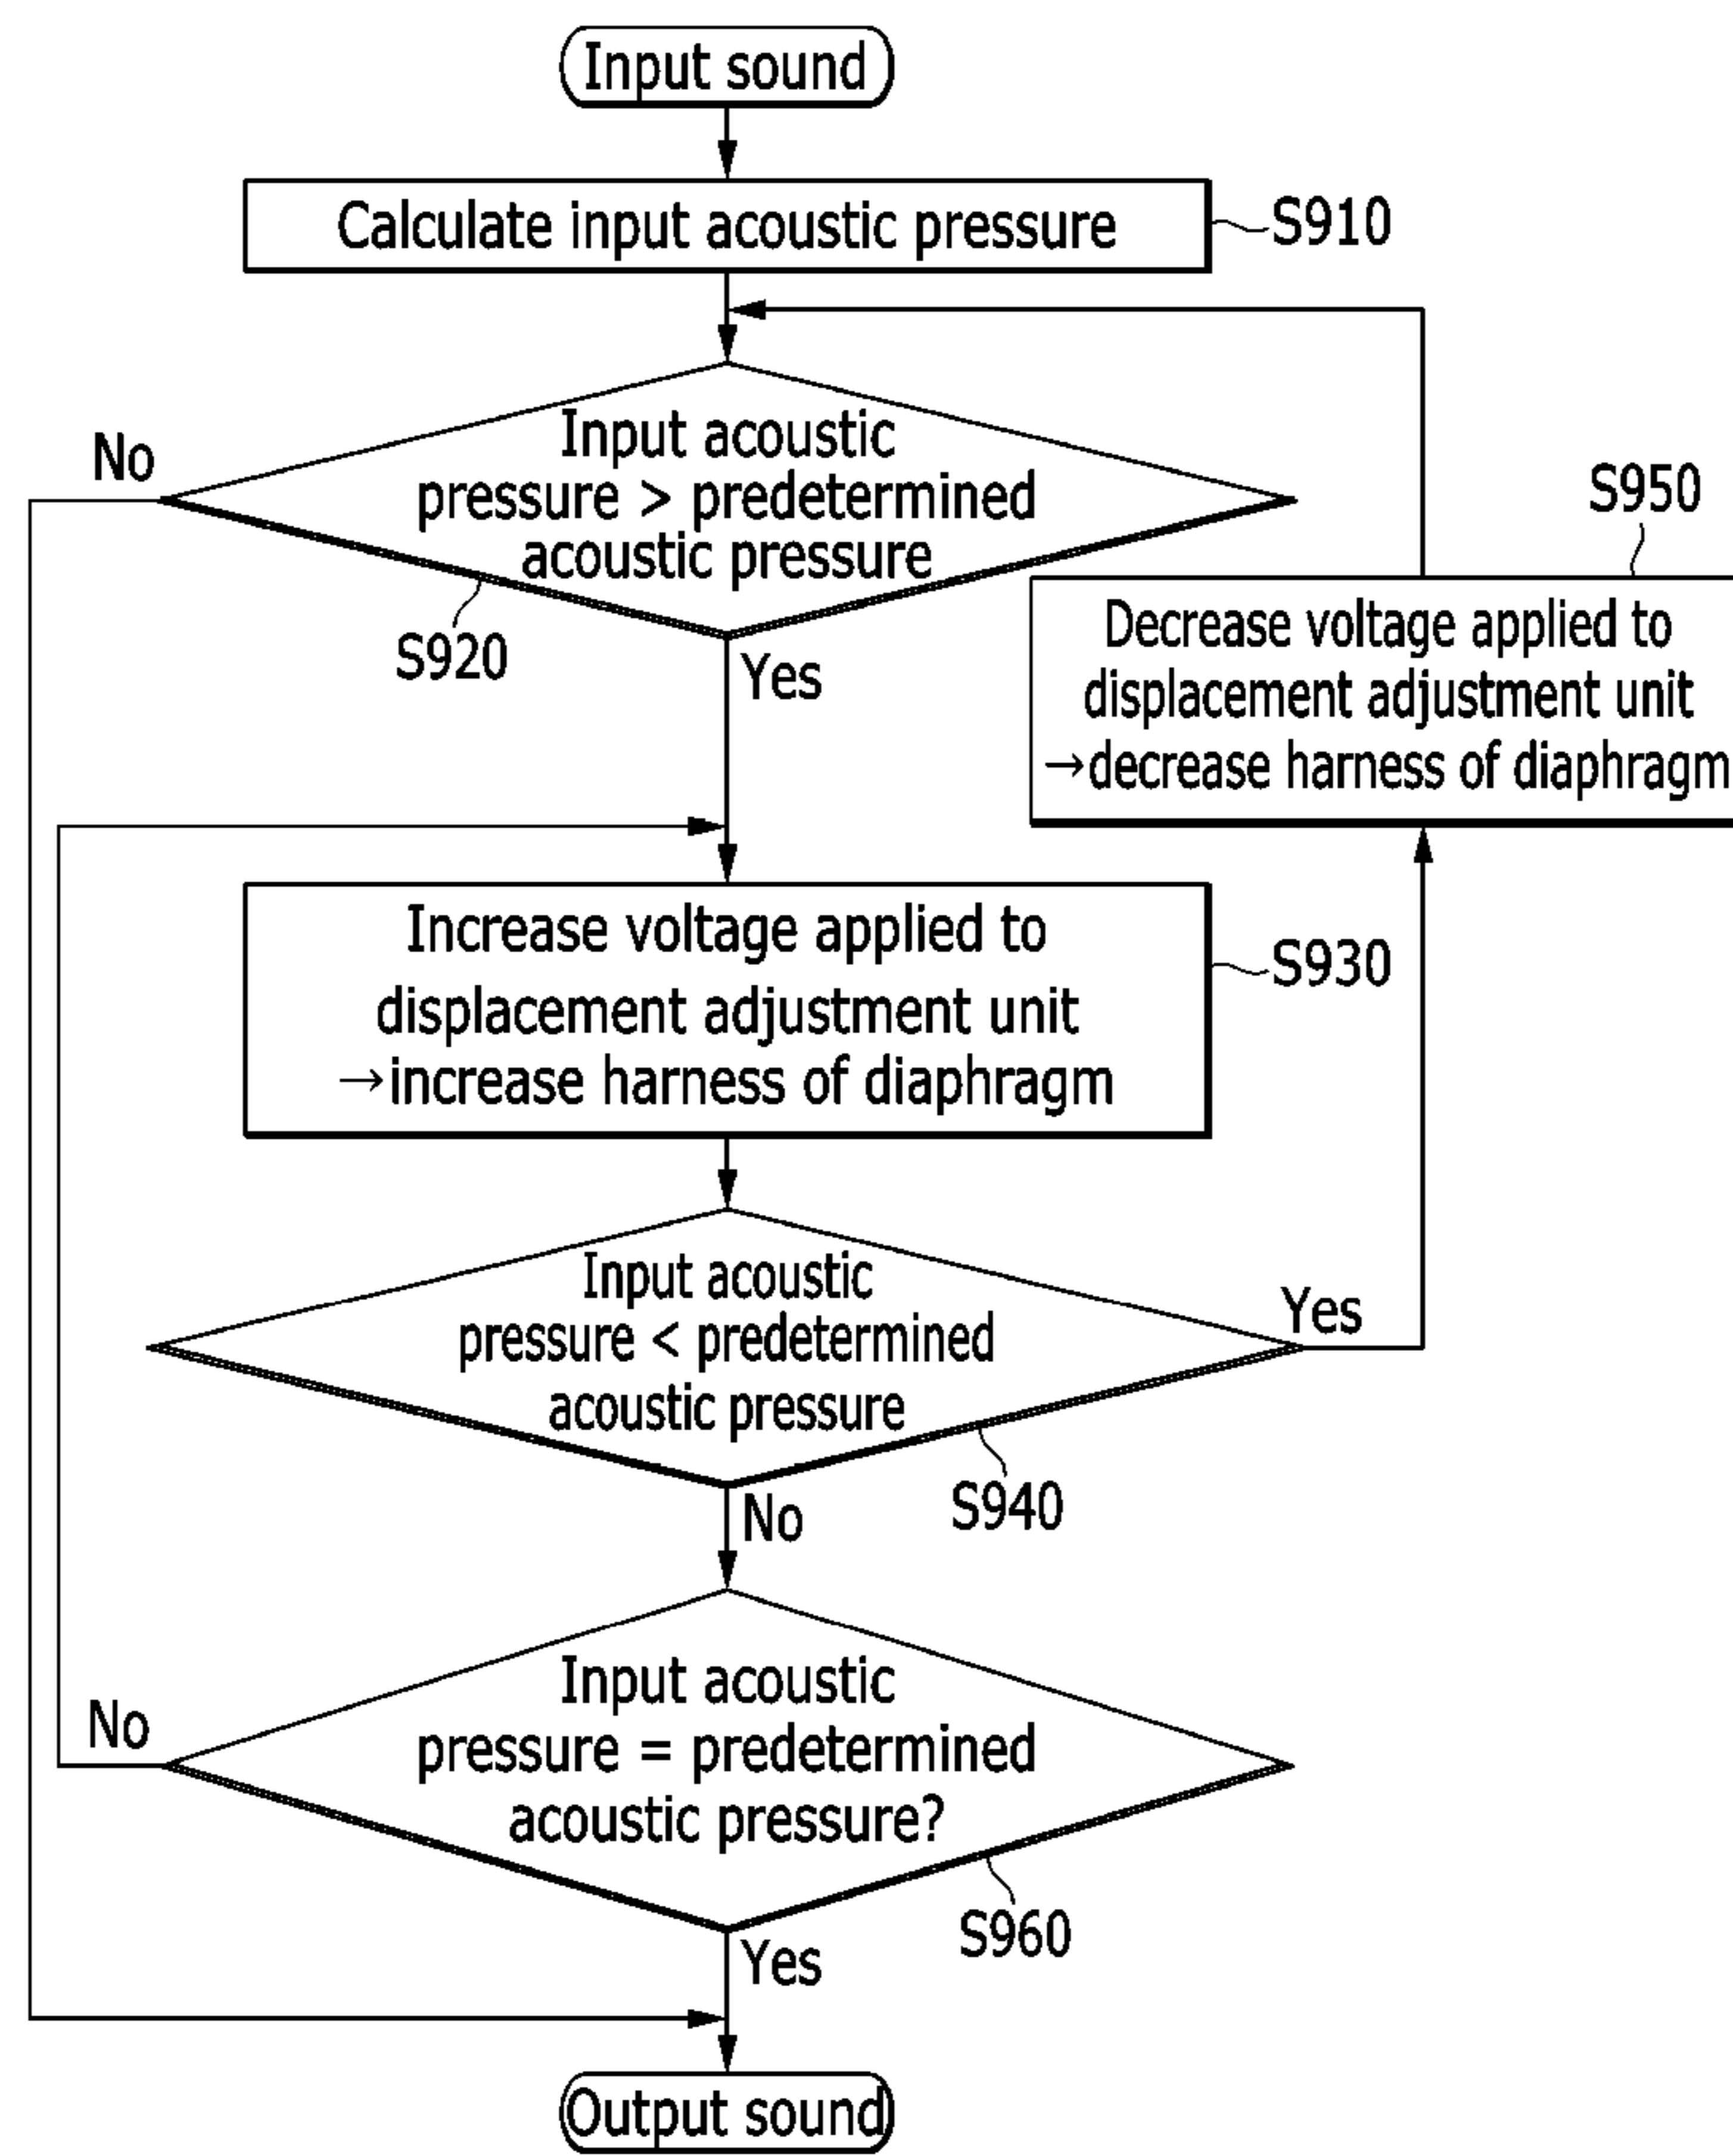 Input sound
Calculate input acoustic pressure
S910
Input acoustic
pressure > predetermined
acoustic pressure
No
S920
Yes
S950
Decrease voltage applied to
displacement adjustment unit
→decrease harness of diaphragm
Increase voltage applied to
displacement adjustment unit
→increase harness of diaphragm
S930
Input acoustic
pressure < predetermined
acoustic pressure
Yes
S940
No
Input acoustic
pressure = predetermined
acoustic pressure?
No
S960
Yes
Output sound